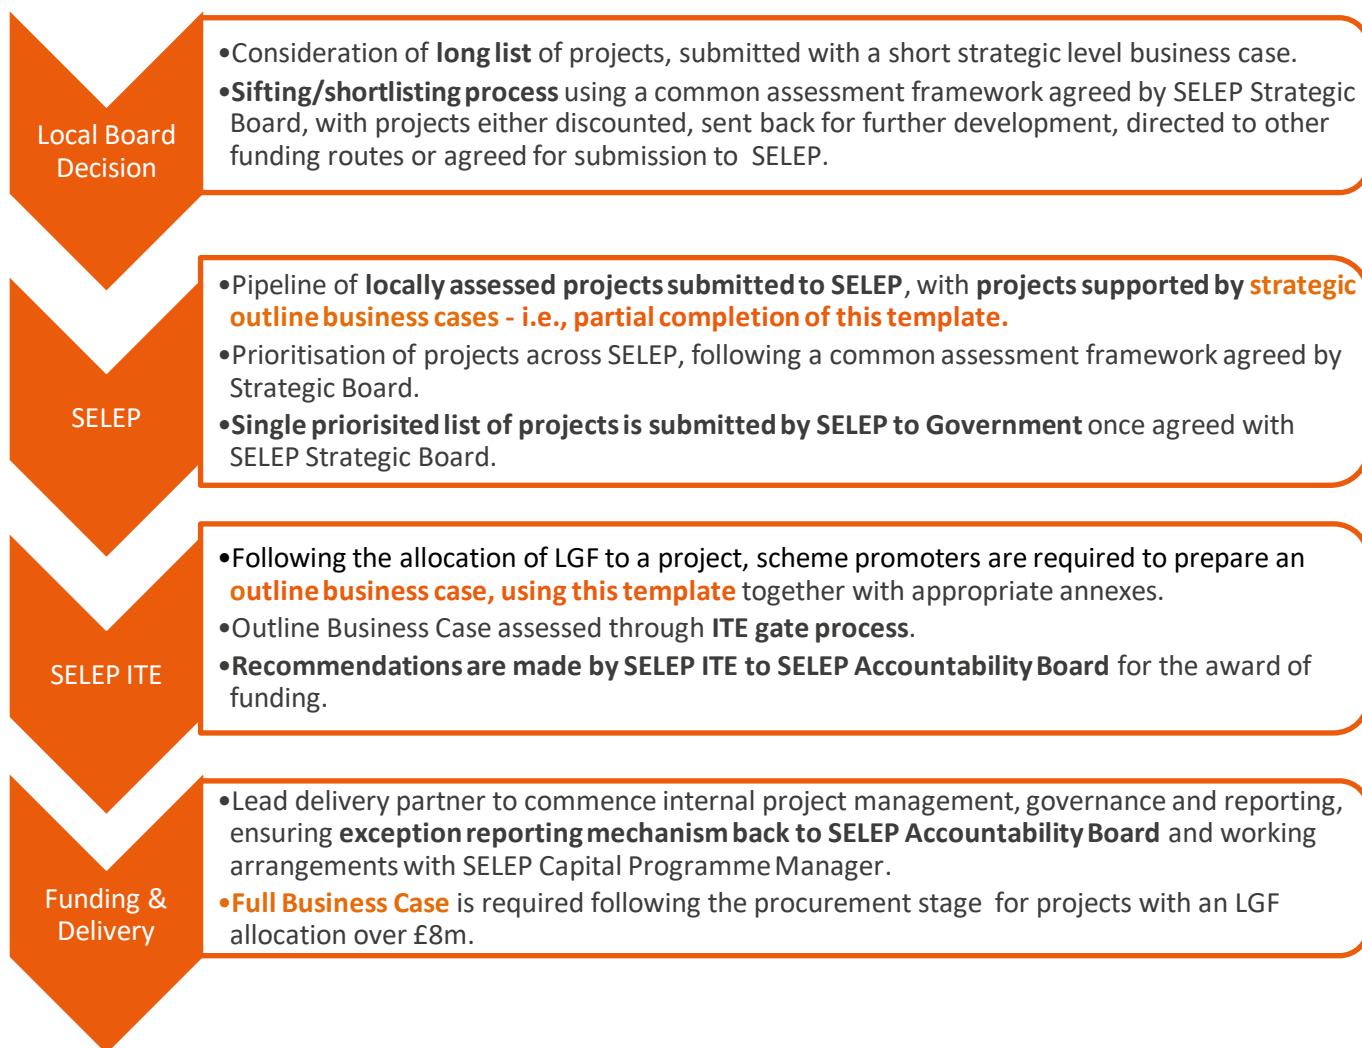 Local Board
Decision
•Consideration of long list of projects, submitted with a short strategic level business case.
•Sifting/shortlisting process using a common assessment framework agreed by SELEP Strategic
Board, with projects either discounted, sent back for further development, directed to other
funding routes or agreed for submission to SELEP.
SELEP
•Pipeline of locally assessed projects submitted to SELEP, with projects supported by strategic
outline business cases - i.e., partial completion of this template.
•Prioritisation of projects across SELEP, following a common assessment framework agreed by
Strategic Board.
•Single priorisited list of projects is submitted by SELEP to Government once agreed with
SELEP Strategic Board.
SELEP ITE
•Following the allocation of LGF to a project, scheme promoters are required to prepare an
outline business case, using this template together with appropriate annexes.
•Outline Business Case assessed through ITE gate process.
•Recommendations are made by SELEP ITE to SELEP Accountability Board for the award of
funding.
Funding &
Delivery
•Lead delivery partner to commence internal project management, governance and reporting,
ensuring exception reporting mechanism back to SELEP Accountability Board and working
arrangements with SELEP Capital Programme Manager.
•Full Business Case is required following the procurement stage for projects with an LGF
allocation over £8m.